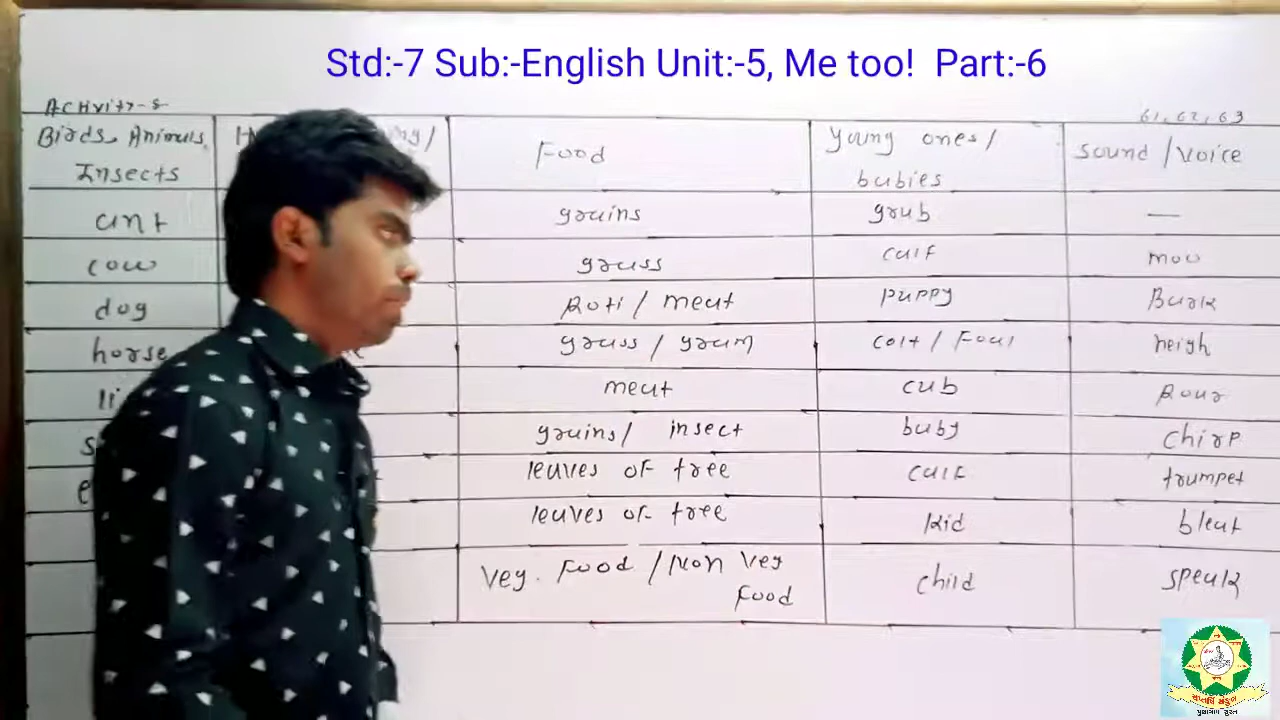 Std:-7 Sub:-English Unit:-5, Me too! Part:-6
Activity-5
61, 62, 63
Birds, Animals, Food Young ones/ Sound/Voice
Insects babies
ant grains grub —
cow grass calf moo
dog Roti / meat puppy Bark
horse grass / gram colt / Foal neigh
meat cub Roar
grains/ insect baby chirp
leaves of tree calf trumpet
leaves of tree kid bleat
Veg. Food / Non Veg child speak
Food